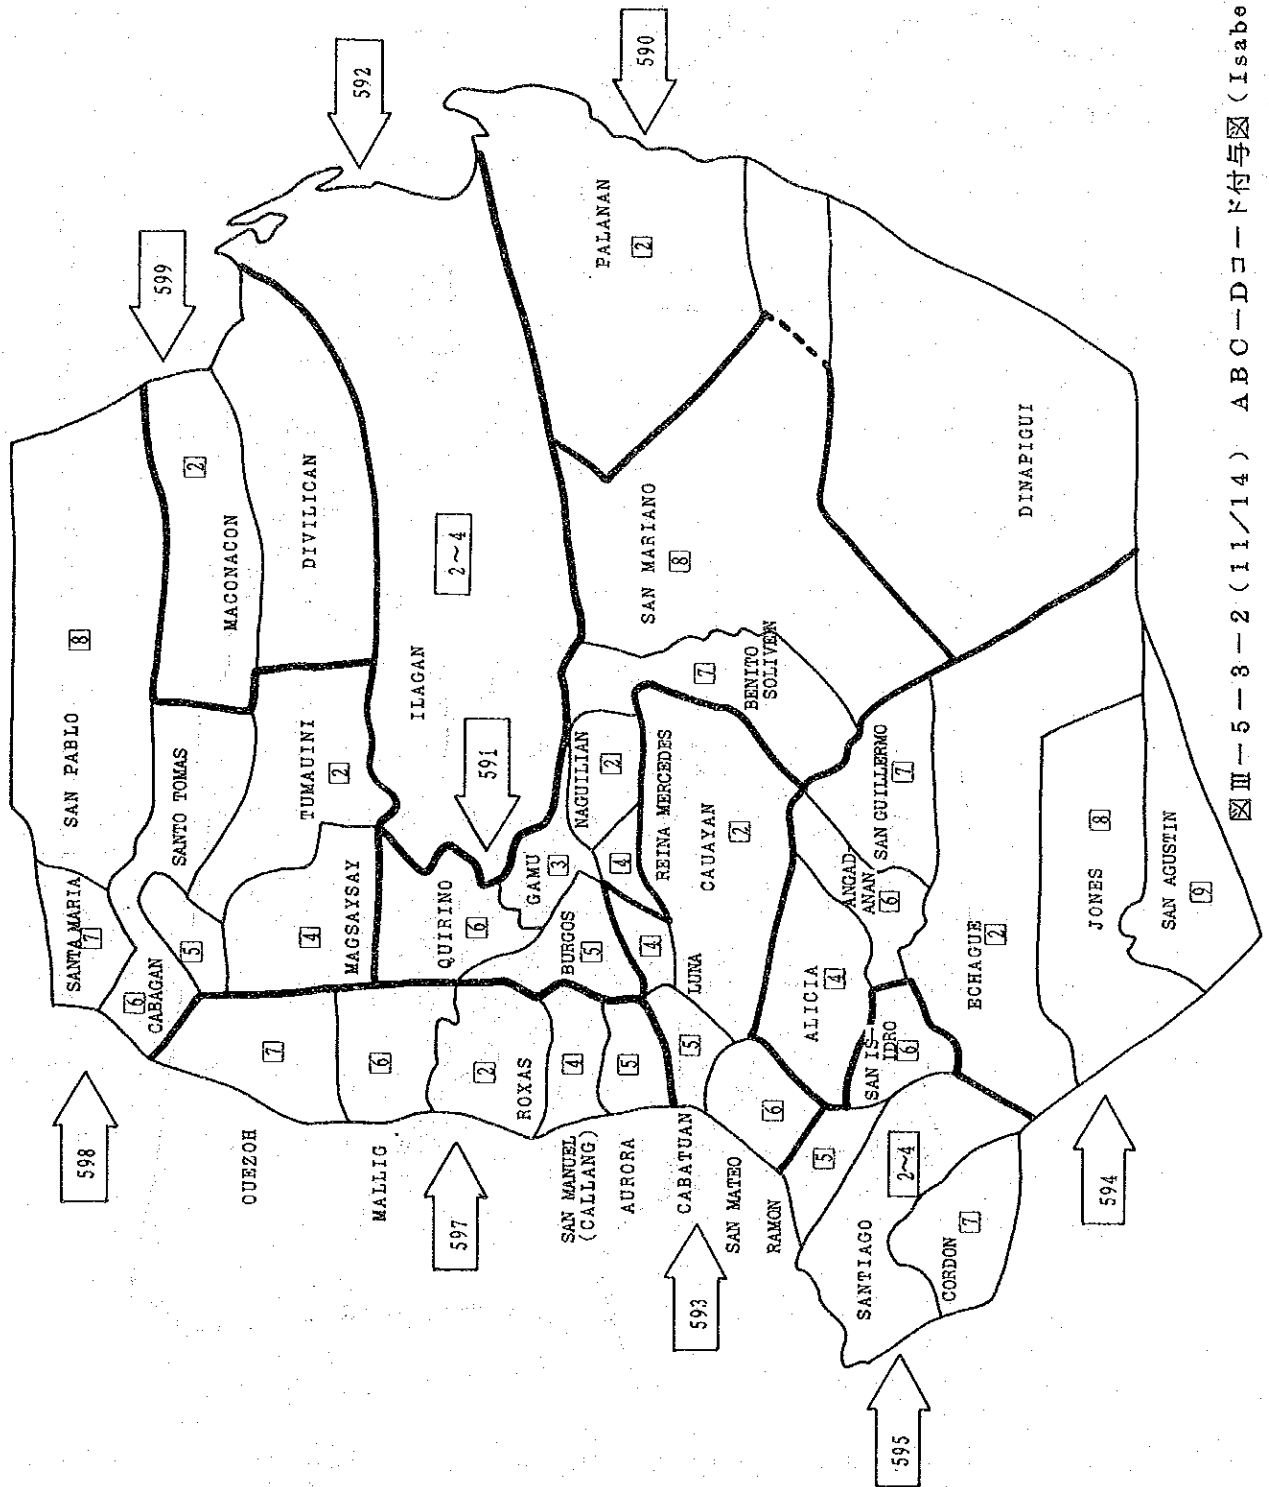 598
599
592
590
591
597
593
595
594
SAN PABLO
8
SANTA MARIA
7
CABAGAN
6
SANTO TOMAS
5
MACONACON
2
DIVILICAN
TUMAUINI
2
MAGSAYSAY
4
OUEZOH
7
MALLIG
6
ILAGAN
2~4
QUIRINO
6
ROXAS
2
GAMU
3
BURGOS
5
NAGUILIAN
2
SAN MANUEL
(CALLANG)
4
AURORA
5
REINA MERCEDES
4
LUNA
4
CABATUAN
5
CAUAYAN
2
BENITO
SOLIVEN
7
SAN MARIANO
8
PALANAN
2
DINAPIGUI
SAN MATEO
6
RAMON
5
ALICIA
4
ANGAD-
ANAN
6
SAN GUILLERMO
7
SAN IS-
IDRO
6
ECHAGUE
2
SANTIAGO
2~4
CORDON
7
JONES
8
SAN AGUSTIN
9
図Ⅲ-5-3-2(11/14) ABC-Dコード付与図(Isabe